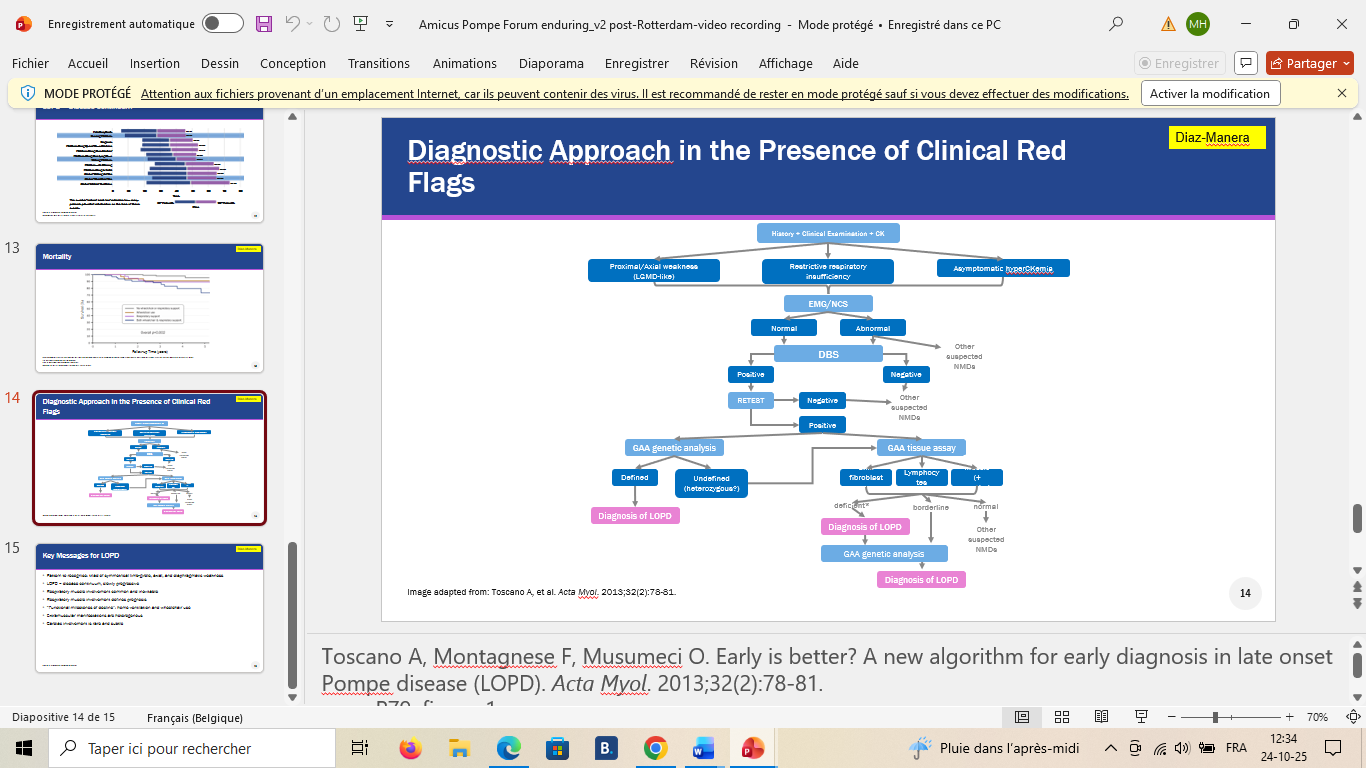 Enregistrement automatique
Amicus Pompe Forum enduring_v2 post-Rotterdam-video recording - Mode protégé • Enregistré dans ce PC
MH
Fichier Accueil Insertion Dessin Conception Transitions Animations Diaporama Enregistrer Révision Affichage Aide
Enregistrer
Partager
MODE PROTÉGÉ Attention aux fichiers provenant d'un emplacement Internet, car ils peuvent contenir des virus. Il est recommandé de rester en mode protégé sauf si vous devez effectuer des modifications.
Activer la modification
13
Mortality
Following Time (years)
14
Diagnostic Approach in the Presence of Clinical Red
Flags
15
Key Messages for LOPD
Diagnostic Approach in the Presence of Clinical Red
Flags
Diaz-Manera
History + Clinical Examination + CK
Proximal/Axial weakness
(LGMD-like)
Restrictive respiratory
insufficiency
Asymptomatic hyperCKemia
EMG/NCS
Normal
Abnormal
Other
suspected
NMDs
DBS
Positive
Negative
RETEST
Negative
Other
suspected
NMDs
Positive
GAA genetic analysis
GAA tissue assay
Defined
Undefined
(heterozygous?)
fibroblast
Lymphocy
tes
(+
deficient*
borderline
normal
Diagnosis of LOPD
Diagnosis of LOPD
Other
suspected
NMDs
GAA genetic analysis
Diagnosis of LOPD
Image adapted from: Toscano A, et al. Acta Myol. 2013;32(2):78-81.
14
Toscano A, Montagnese F, Musumeci O. Early is better? A new algorithm for early diagnosis in late onset
Pompe disease (LOPD). Acta Myol. 2013;32(2):78-81.
Diapositive 14 de 15
Français (Belgique)
70%
Taper ici pour rechercher
Pluie dans l'après-midi
FRA
12:34
24-10-25